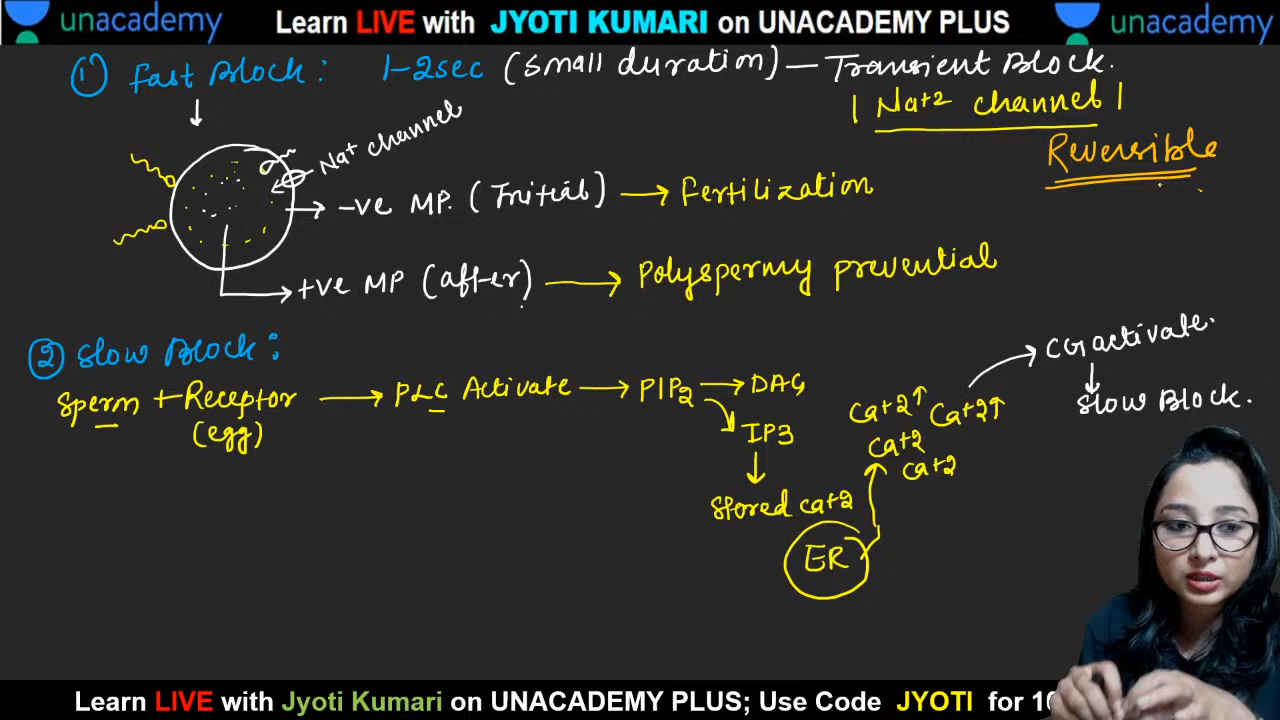 unacademy
Learn LIVE with JYOTI KUMARI on UNACADEMY PLUS
unacademy
① fast Block: 1-2sec (small duration) — Transient Block.
| Na+2 channel |
Reversible
Na+ channel
-ve MP. (Initial) → fertilization
+ve MP (after) → Polyspermy prevential
② Slow Block:
Sperm + Receptor → PLC Activate → PIP2 → DAG
(egg)
IP3
stored ca+2
ER
Ca+2↑ Ca+2↑
Ca+2
Ca+2
CG activate.
Slow Block.
Learn LIVE with Jyoti Kumari on UNACADEMY PLUS; Use Code JYOTI for 10